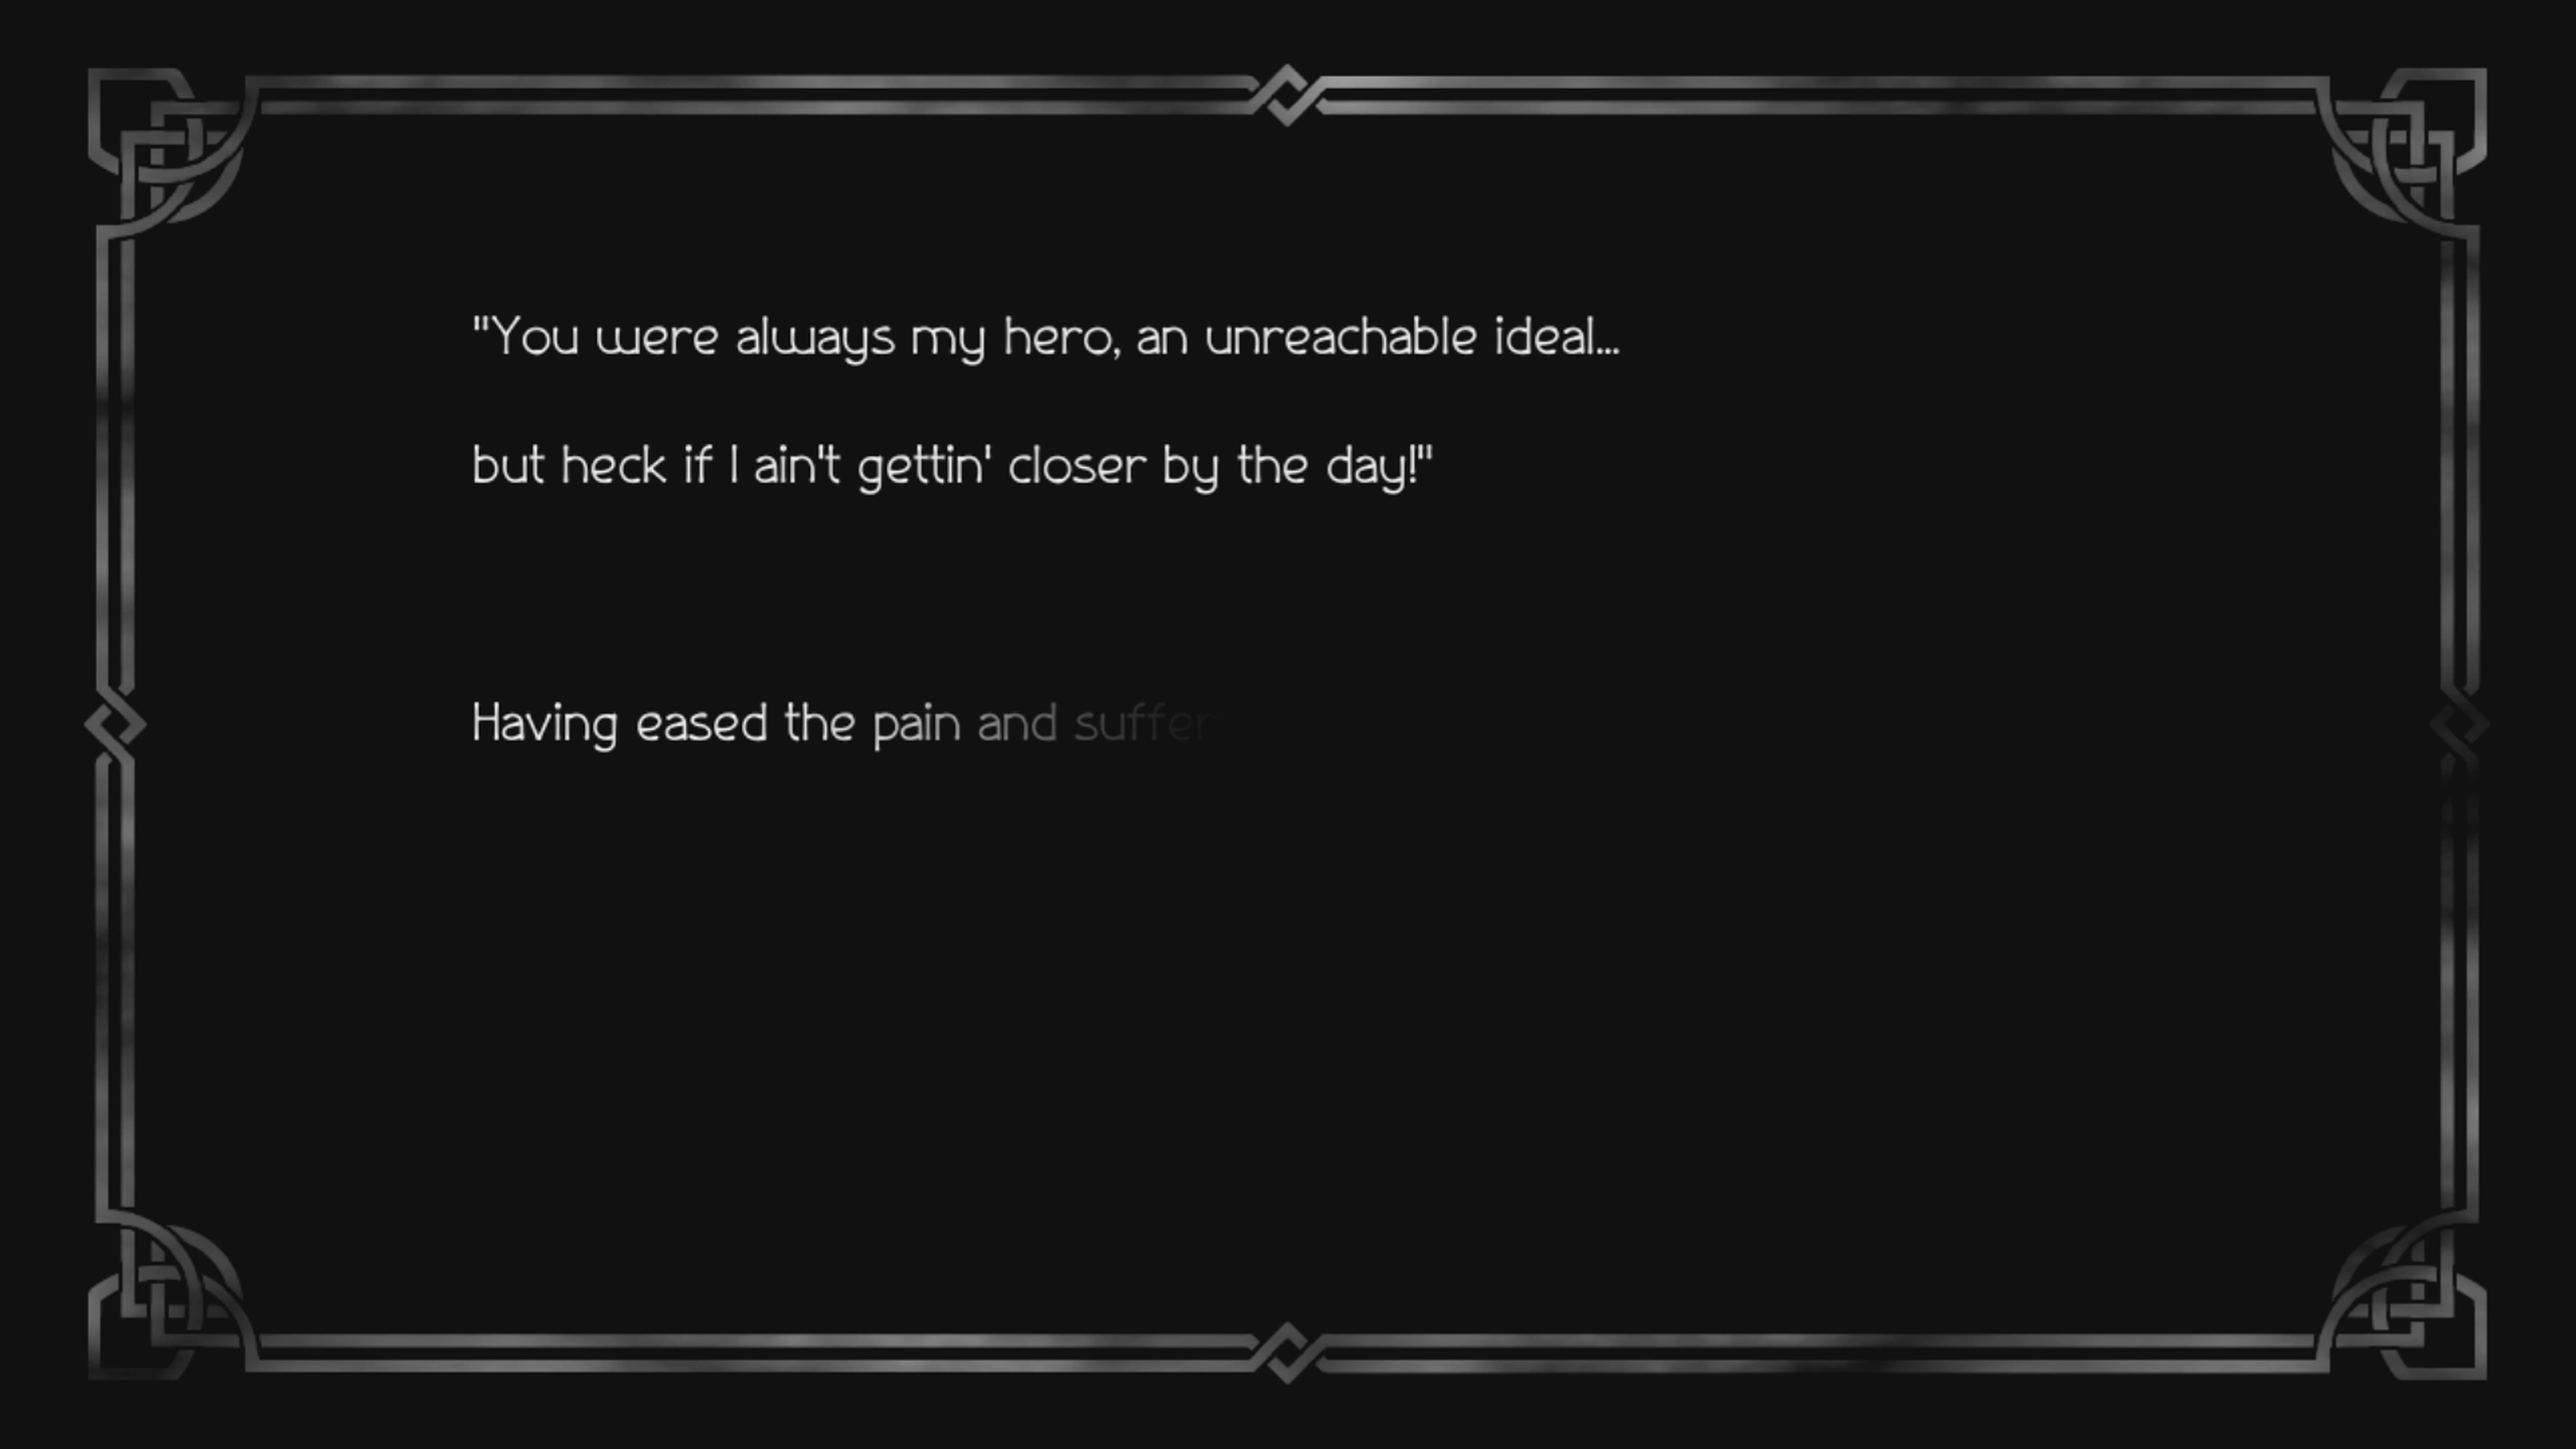 "You were always my hero, an unreachable ideal...
but heck if I ain't gettin' closer by the day!"
Having eased the pain and suffer